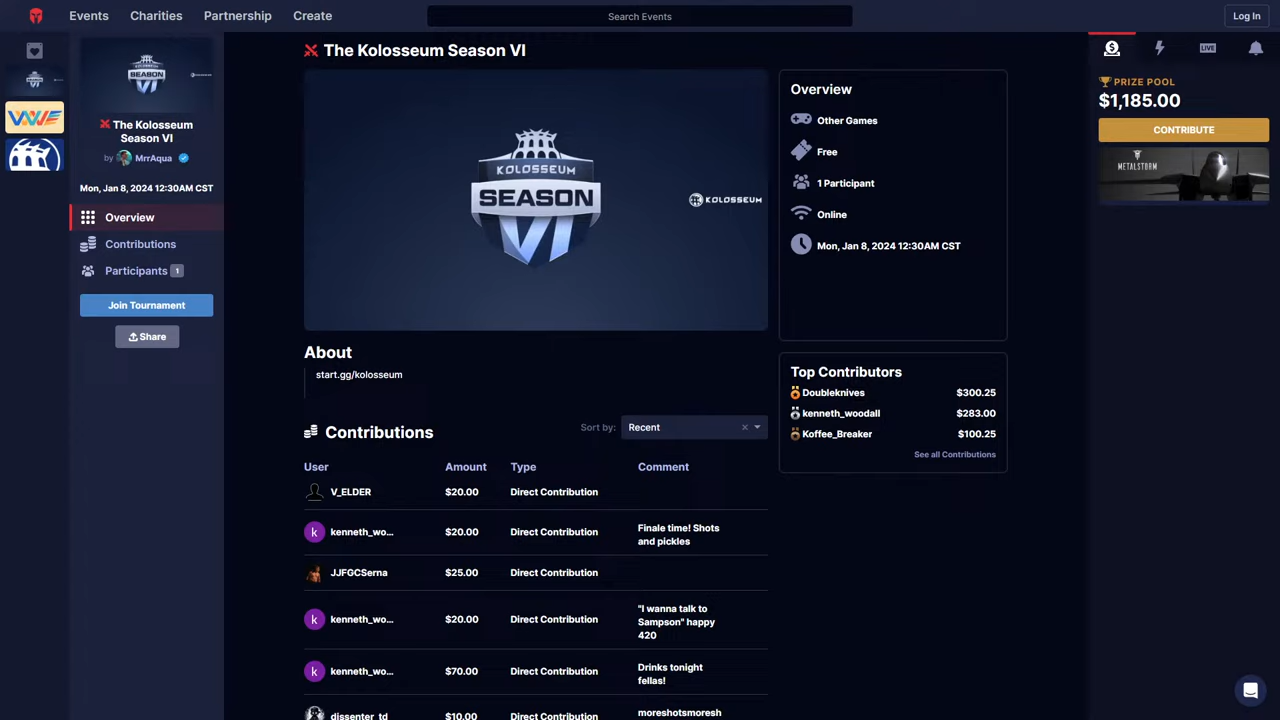 Events
Charities
Partnership
Create
Search Events
Log In
SEASON
VI
The Kolosseum
Season VI
by MrrAqua
Mon, Jan 8, 2024 12:30AM CST
Overview
Contributions
Participants 1
Join Tournament
Share
The Kolosseum Season VI
KOLOSSEUM
SEASON
VI
KOLOSSEUM
About
start.gg/kolosseum
Contributions
Sort by: Recent
User Amount Type Comment
V_ELDER $20.00 Direct Contribution
kenneth_wo... $20.00 Direct Contribution Finale time! Shots
and pickles
JJFGCSerna $25.00 Direct Contribution
kenneth_wo... $20.00 Direct Contribution "I wanna talk to
Sampson" happy
420
kenneth_wo... $70.00 Direct Contribution Drinks tonight
fellas!
dissenter_td $10.00 Direct Contribution moreshotsmoresh
Overview
Other Games
Free
1 Participant
Online
Mon, Jan 8, 2024 12:30AM CST
Top Contributors
Doubleknives $300.25
kenneth_woodall $283.00
Koffee_Breaker $100.25
See all Contributions
LIVE
PRIZE POOL
$1,185.00
CONTRIBUTE
METALSTORM